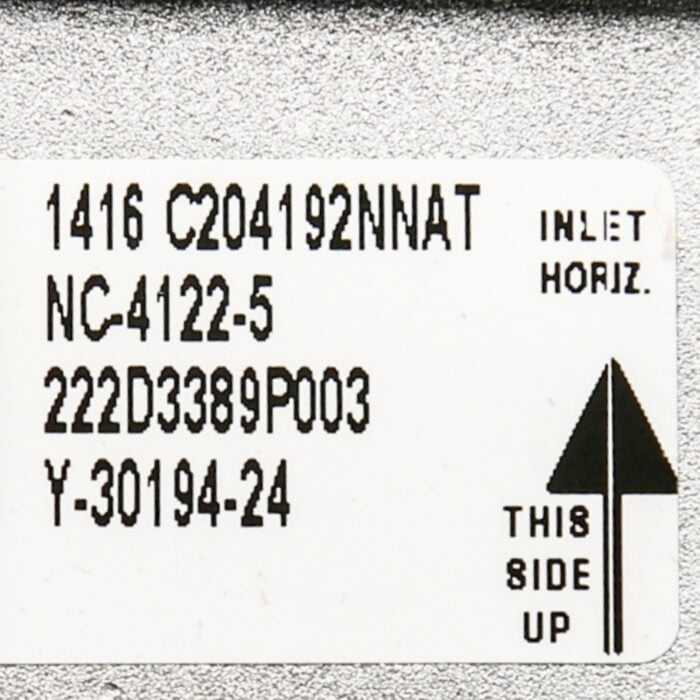 1416 C204192NNAT
NC-4122-5
222D3389P003
Y-30194-24
INLET
HORIZ.
THIS
SIDE
UP